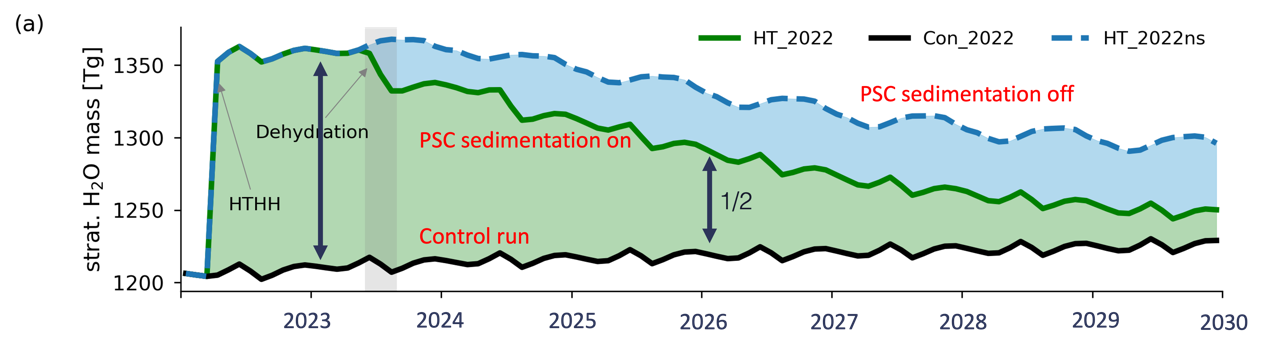 (a)
strat. H₂O mass [Tg]
1350
1300
1250
1200
HT_2022
Con_2022
HT_2022ns
PSC sedimentation off
Dehydration
PSC sedimentation on
HTHH
1/2
Control run
2023
2024
2025
2026
2027
2028
2029
2030